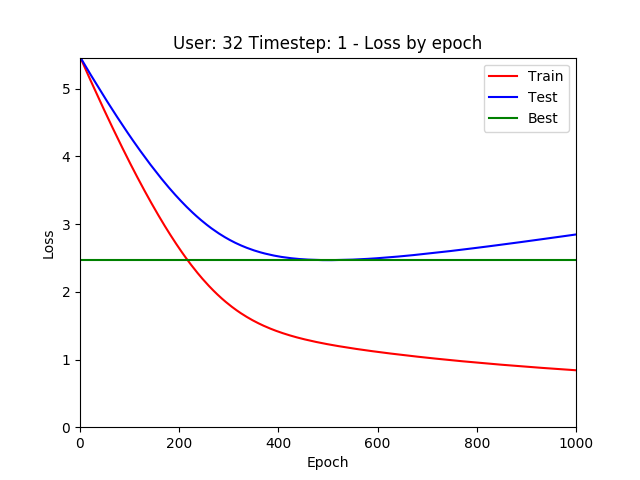 User: 32 Timestep: 1 - Loss by epoch
Train
Test
Best
5
4
3
2
1
0
Loss
0 200 400 600 800 1000
Epoch